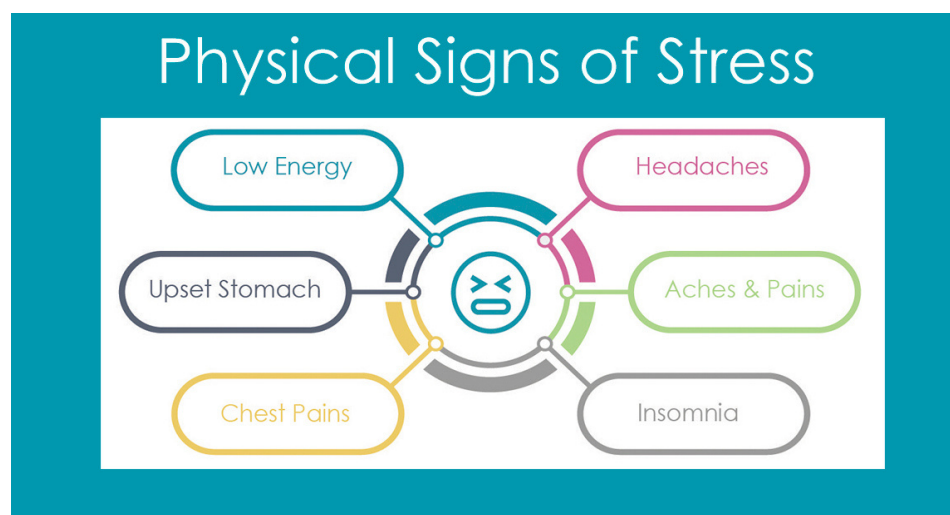 Physical Signs of Stress
Low Energy
Headaches
Upset Stomach
Aches & Pains
Chest Pains
Insomnia